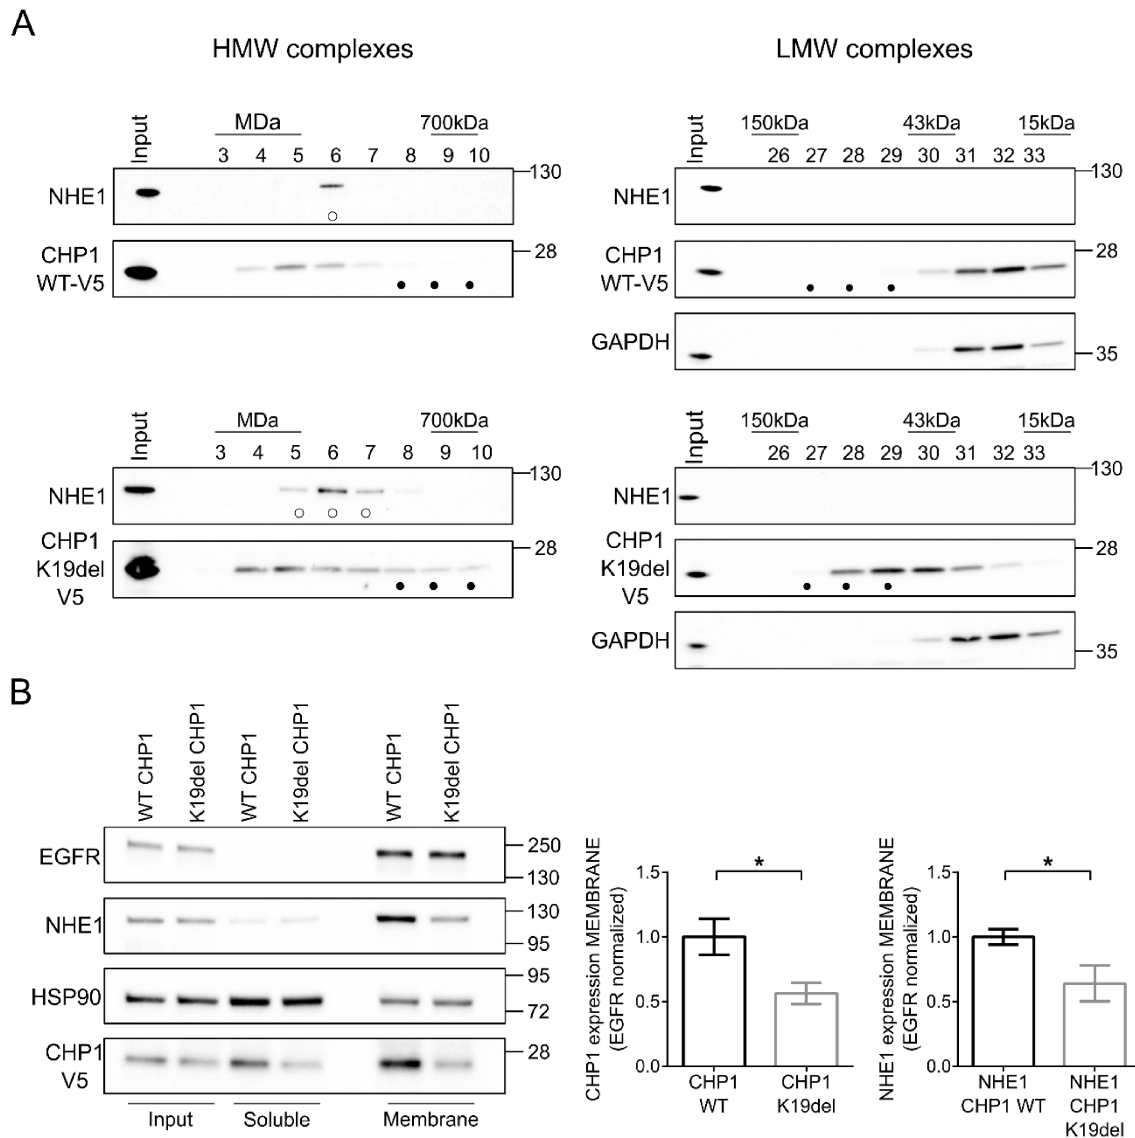 A
HMW complexes
LMW complexes
Input
MDa
700kDa
3 4 5 6 7 8 9 10
NHE1
130
CHP1
WT-V5
28
Input
150kDa
43kDa
15kDa
26 27 28 29 30 31 32 33
NHE1
130
CHP1
WT-V5
28
GAPDH
35
Input
MDa
700kDa
3 4 5 6 7 8 9 10
NHE1
130
CHP1
K19del
V5
28
Input
150kDa
43kDa
15kDa
26 27 28 29 30 31 32 33
NHE1
130
CHP1
K19del
V5
28
GAPDH
35
B
WT CHP1
K19del CHP1
WT CHP1
K19del CHP1
WT CHP1
K19del CHP1
EGFR
250
130
NHE1
130
95
HSP90
95
72
CHP1
V5
28
Input
Soluble
Membrane
CHP1 expression MEMBRANE
(EGFR normalized)
1.5
1.0
0.5
0.0
*
CHP1
WT
CHP1
K19del
NHE1 expression MEMBRANE
(EGFR normalized)
1.5
1.0
0.5
0.0
*
NHE1
CHP1 WT
NHE1
CHP1
K19del